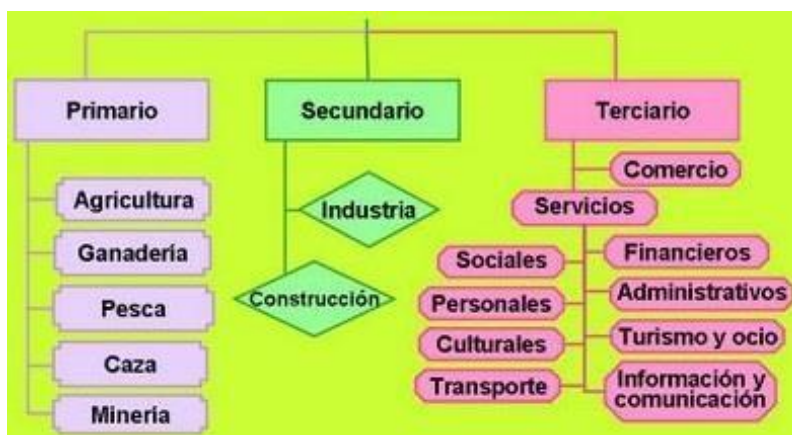 Primario
Secundario
Terciario
Agricultura
Ganadería
Pesca
Caza
Minería
Industria
Construcción
Comercio
Servicios
Sociales
Personales
Culturales
Transporte
Financieros
Administrativos
Turismo y ocio
Información y
comunicación